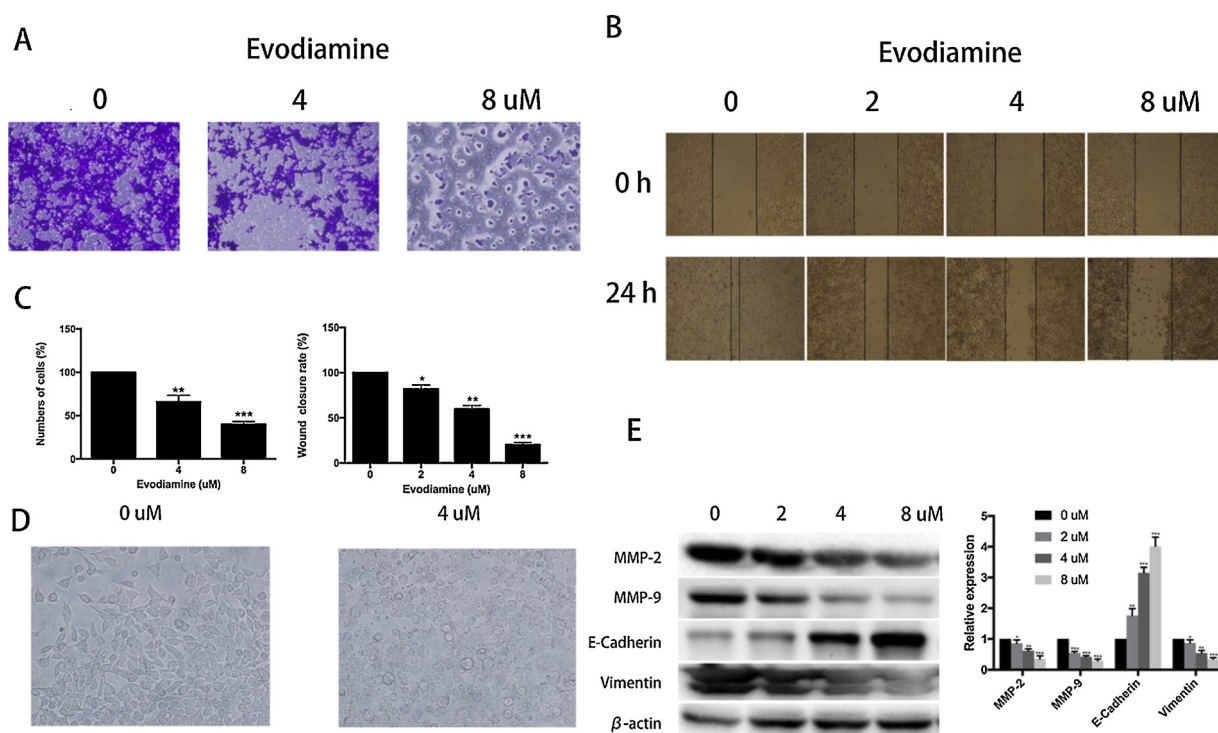 A
Evodiamine
0 4 8 uM
B
Evodiamine
0 2 4 8 uM
0 h
24 h
C
150
100
50
0
Numbers of cells (%)
**
***
0 4 8
Evodiamine (uM)
150
100
50
0
Wound closure rate (%)
*
**
***
0 2 4 8
Evodiamine (uM)
D
0 uM 4 uM
E
0 2 4 8 uM
MMP-2
MMP-9
E-Cadherin
Vimentin
β-actin
5
4
3
2
1
0
Relative expression
0 uM
2 uM
4 uM
8 uM
* ** ***
*** *** ***
** *** ***
* ** ***
MMP-2
MMP-9
E-Cadherin
Vimentin